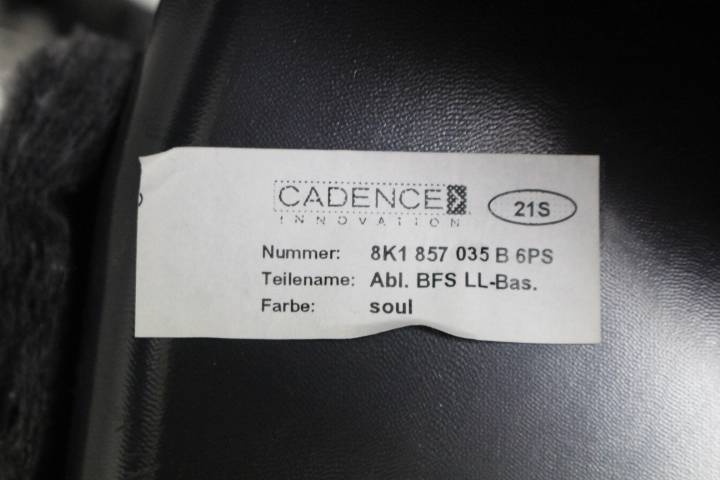 CADENCE
INNOVATION
21S
Nummer: 8K1 857 035 B 6PS
Teilename: Abl. BFS LL-Bas.
Farbe: soul